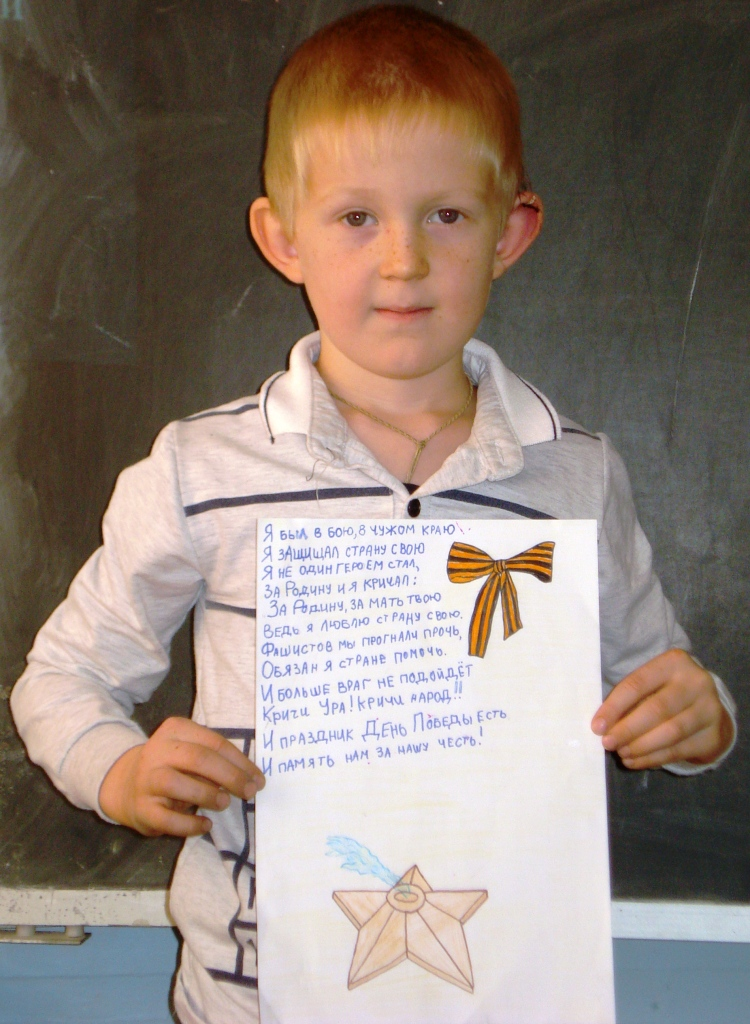 Я был в бою, в чужом краю.
Я защищал страну свою
Я не один героем стал,
За Родину и я кричал:
За Родину, за мать твою
Ведь я люблю страну свою.
Фашистов мы прогнали прочь,
Обязан я стране помочь.
И больше враг не подойдёт
Кричи Ура! кричи народ!!
И праздник День Победы есть
И память нам за нашу честь!